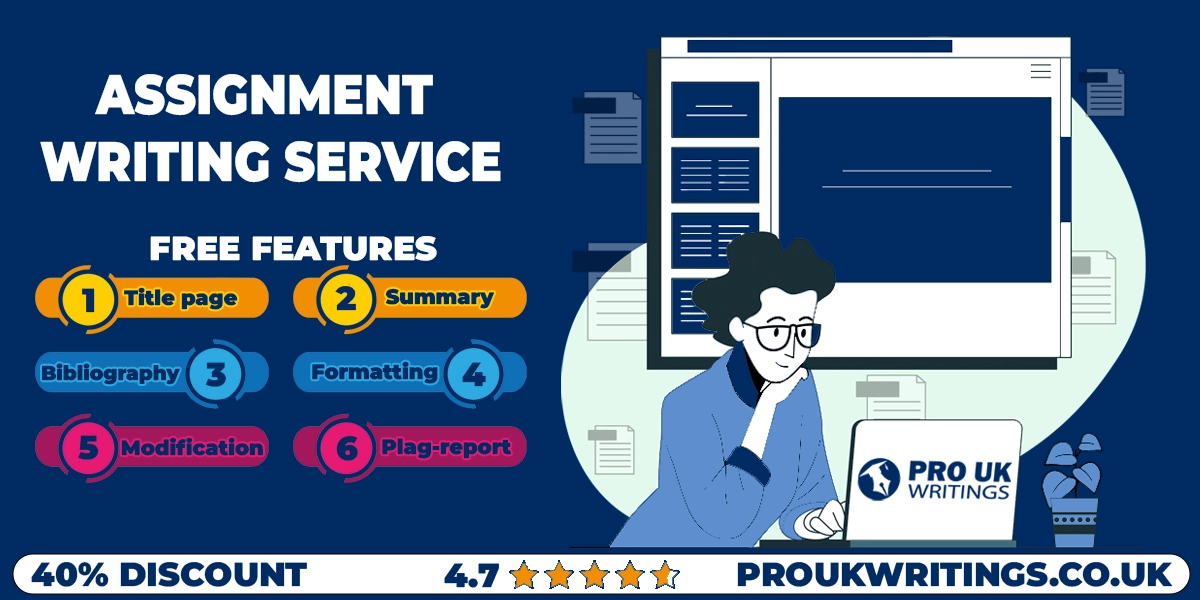 ASSIGNMENT
WRITING SERVICE
FREE FEATURES
1 Title page
2 Summary
Bibliography 3
Formatting 4
5 Modification
6 Plag-report
PRO UK
WRITINGS
40% DISCOUNT
4.7
PROUKWRITINGS.CO.UK